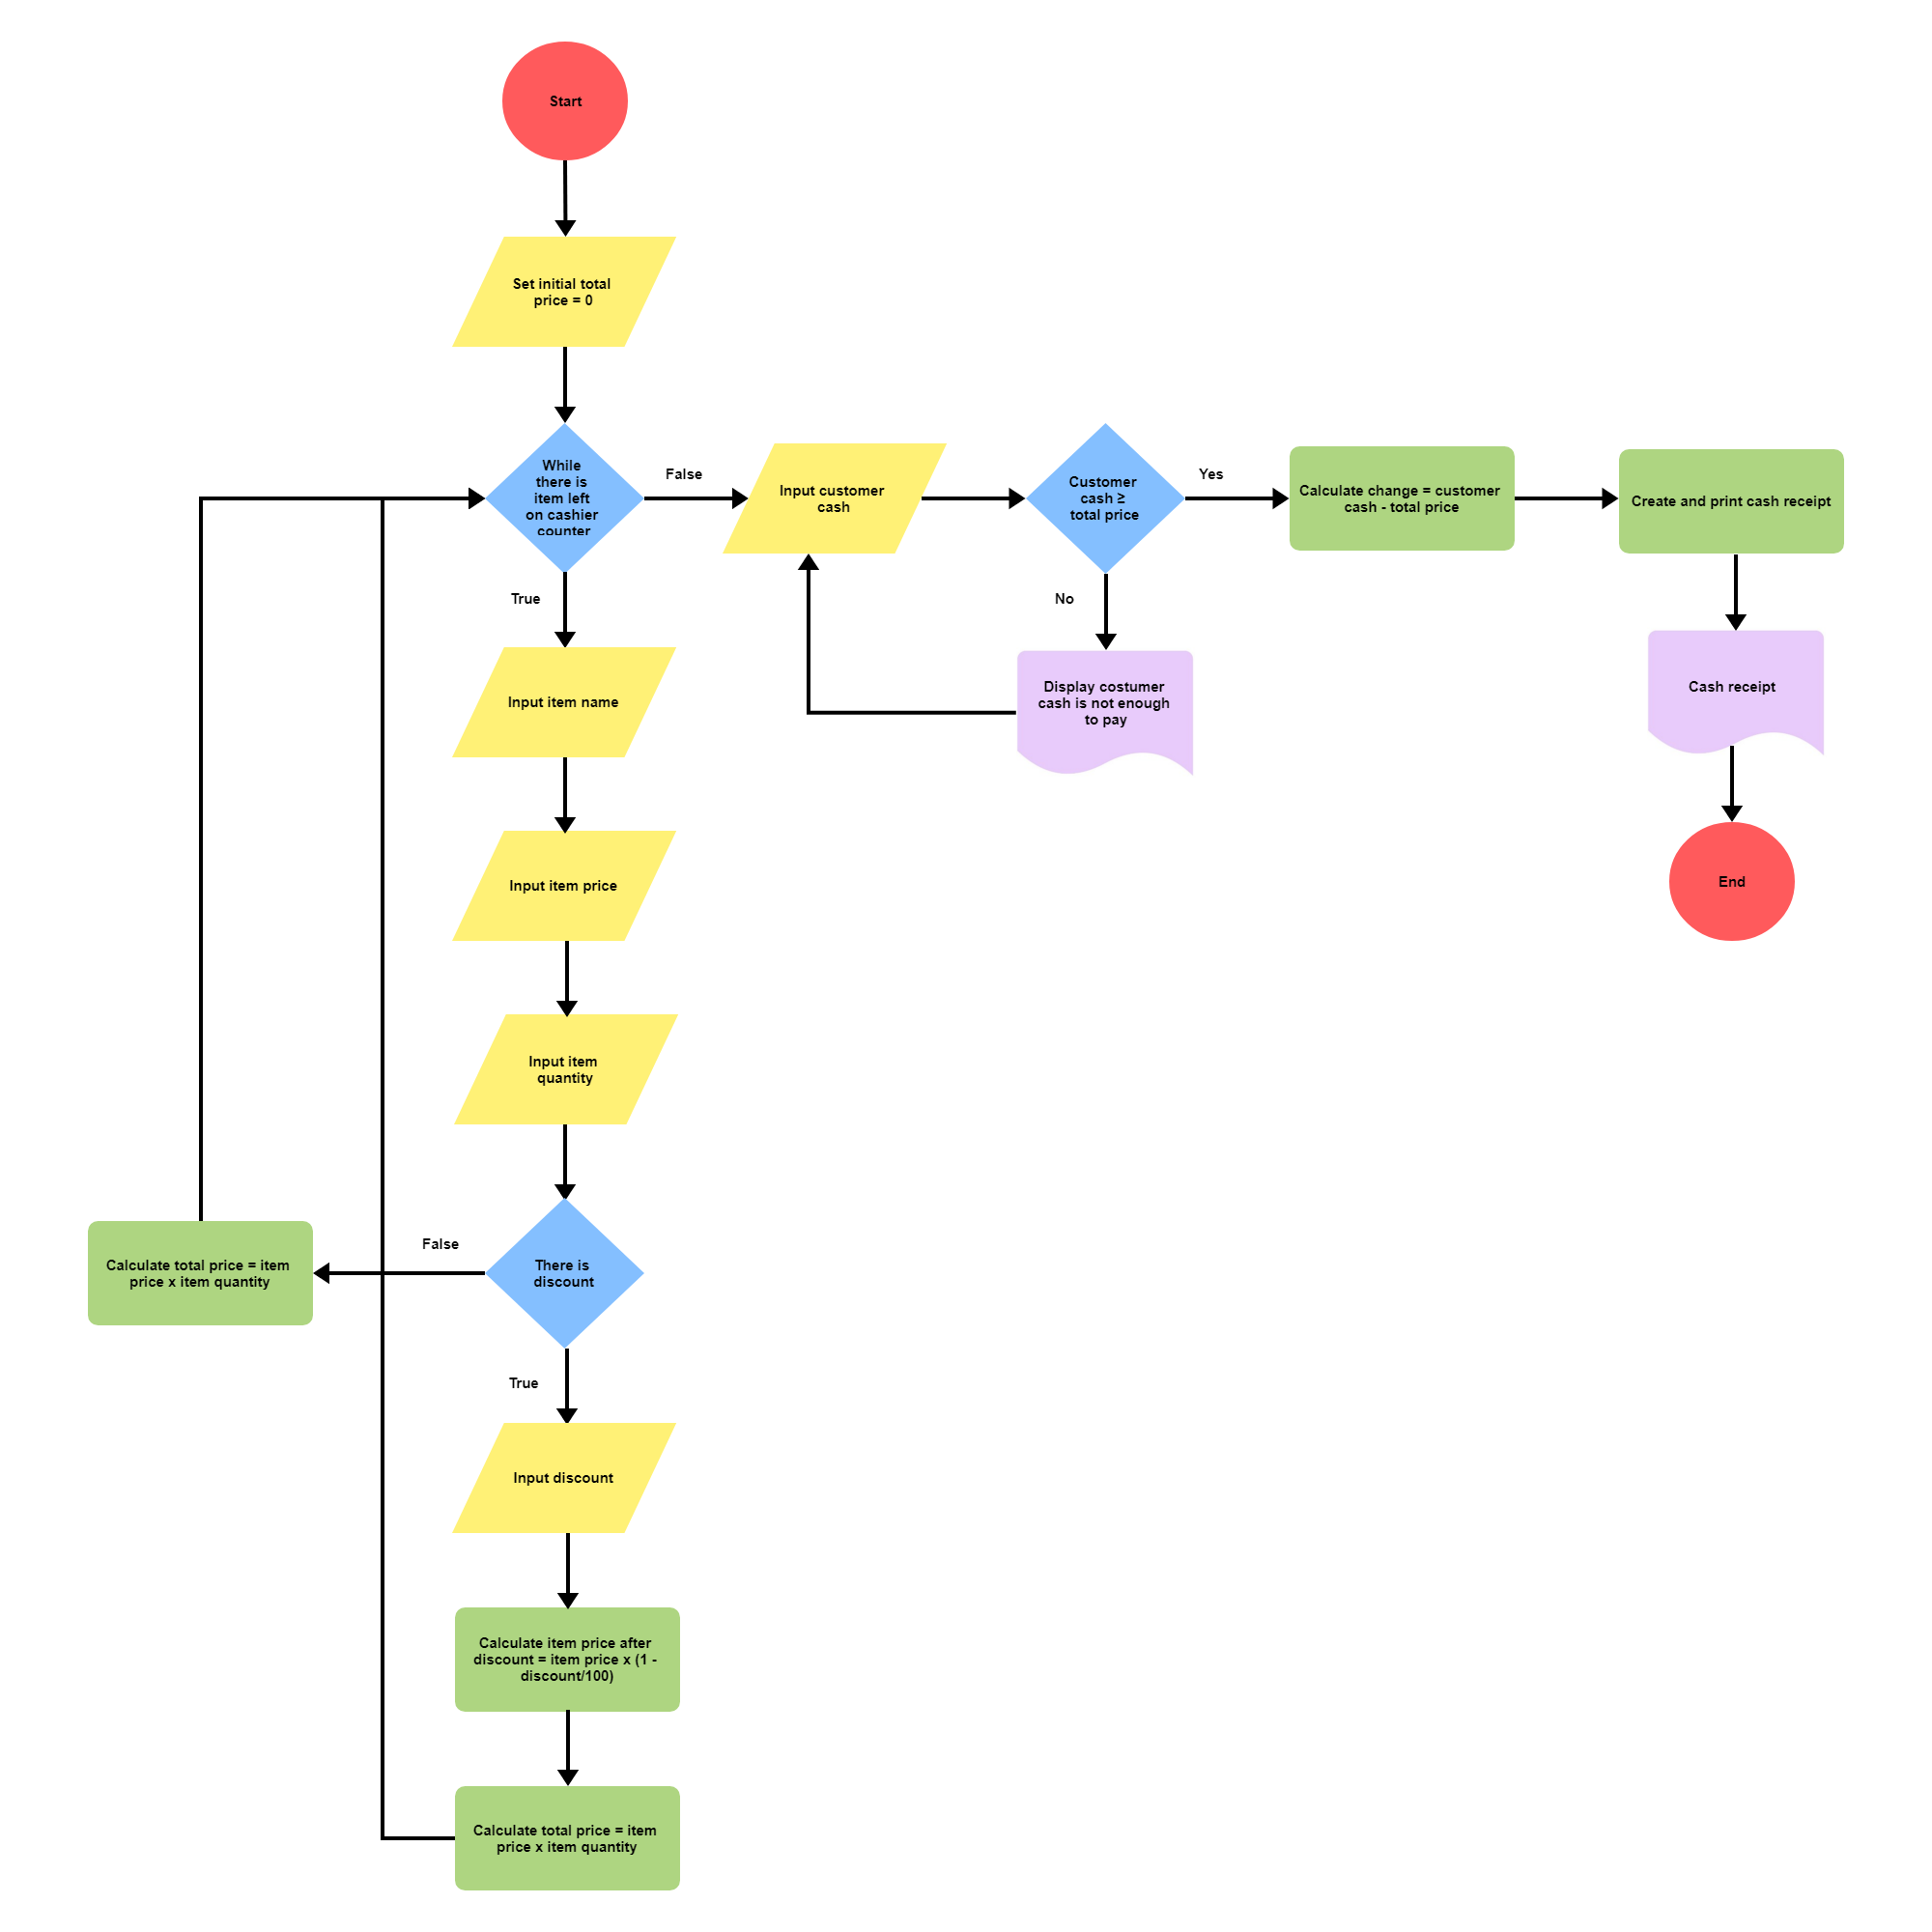 Start
Set initial total
price = 0
While
there is
item left
on cashier
counter
False
Input customer
cash
Customer
cash ≥
total price
Yes
Calculate change = customer
cash - total price
Create and print cash receipt
True
No
Input item name
Display costumer
cash is not enough
to pay
Cash receipt
Input item price
End
Input item
quantity
False
Calculate total price = item
price x item quantity
There is
discount
True
Input discount
Calculate item price after
discount = item price x (1 -
discount/100)
Calculate total price = item
price x item quantity